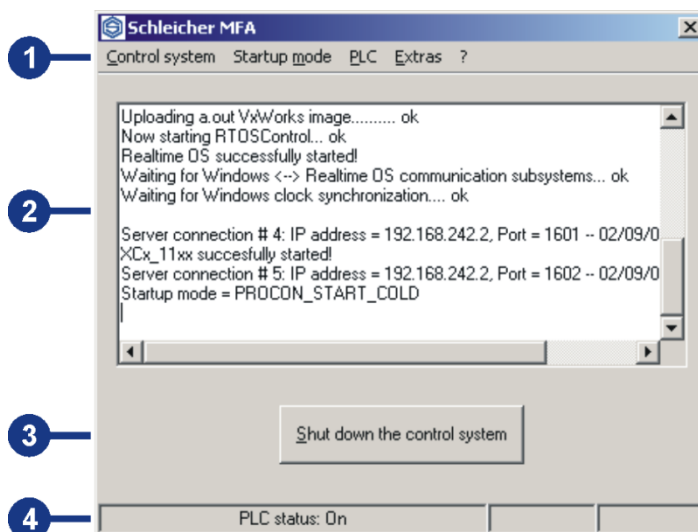 Schleicher MFA
1
Control system Startup mode PLC Extras ?
Uploading a.out VxWorks image.......... ok
Now starting RTOSControl... ok
Realtime OS successfully started!
Waiting for Windows <--> Realtime OS communication subsystems... ok
Waiting for Windows clock synchronization.... ok
2
Server connection # 4: IP address = 192.168.242.2, Port = 1601 -- 02/09/0
XCx_11xx succesfully started!
Server connection # 5: IP address = 192.168.242.2, Port = 1602 -- 02/09/0
Startup mode = PROCON_START_COLD
3
Shut down the control system
4
PLC status: On